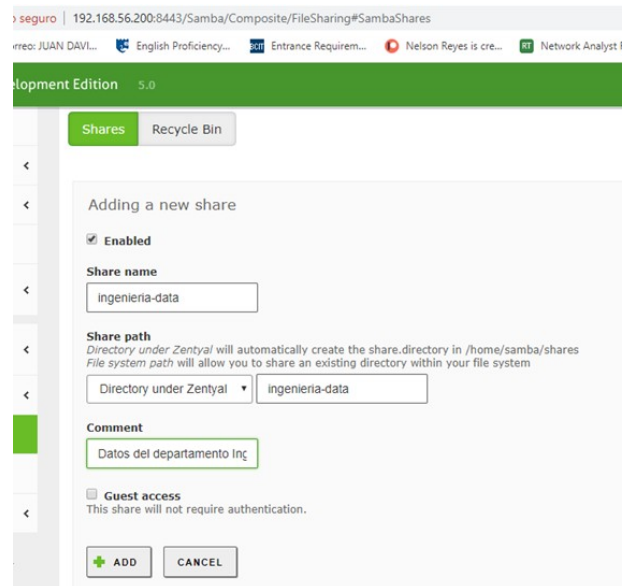 seguro | 192.168.56.200:8443/Samba/Composite/FileSharing#SambaShares
orreo: JUAN DAVI... English Proficiency... BCIT Entrance Requirem... Nelson Reyes is cre... RT Network Analyst
elopment Edition 5.0
Shares Recycle Bin
Adding a new share
Enabled
Share name
ingenieria-data
Share path
Directory under Zentyal will automatically create the share.directory in /home/samba/shares
File system path will allow you to share an existing directory within your file system
Directory under Zentyal ingenieria-data
Comment
Datos del departamento Ing
Guest access
This share will not require authentication.
+ ADD CANCEL